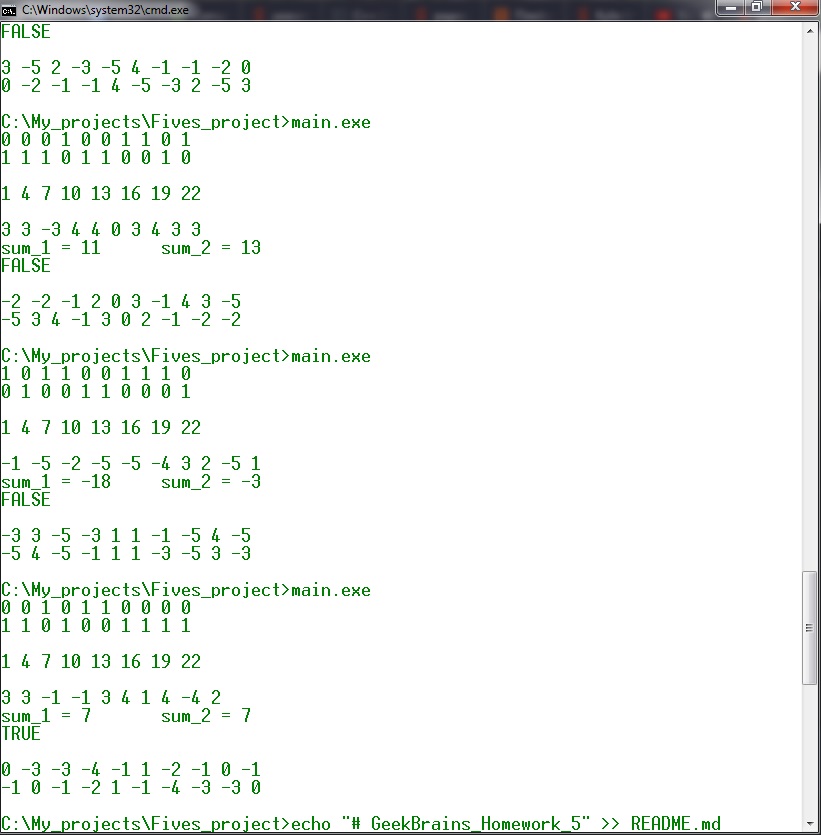 C:\Windows\system32\cmd.exe
FALSE
3 -5 2 -3 -5 4 -1 -1 -2 0
0 -2 -1 -1 4 -5 -3 2 -5 3
C:\My_projects\Fives_project>main.exe
0 0 0 1 0 0 1 1 0 1
1 1 1 0 1 1 0 0 1 0
1 4 7 10 13 16 19 22
3 3 -3 4 4 0 3 4 3 3
sum_1 = 11 sum_2 = 13
FALSE
-2 -2 -1 2 0 3 -1 4 3 -5
-5 3 4 -1 3 0 2 -1 -2 -2
C:\My_projects\Fives_project>main.exe
1 0 1 1 0 0 1 1 1 0
0 1 0 0 1 1 0 0 0 1
1 4 7 10 13 16 19 22
-1 -5 -2 -5 -5 -4 3 2 -5 1
sum_1 = -18 sum_2 = -3
FALSE
-3 3 -5 -3 1 1 -1 -5 4 -5
-5 4 -5 -1 1 1 -3 -5 3 -3
C:\My_projects\Fives_project>main.exe
0 0 1 0 1 1 0 0 0 0
1 1 0 1 0 0 1 1 1 1
1 4 7 10 13 16 19 22
3 3 -1 -1 3 4 1 4 -4 2
sum_1 = 7 sum_2 = 7
TRUE
0 -3 -3 -4 -1 1 -2 -1 0 -1
-1 0 -1 -2 1 -1 -4 -3 -3 0
C:\My_projects\Fives_project>echo "# GeekBrains_Homework_5" >> README.md